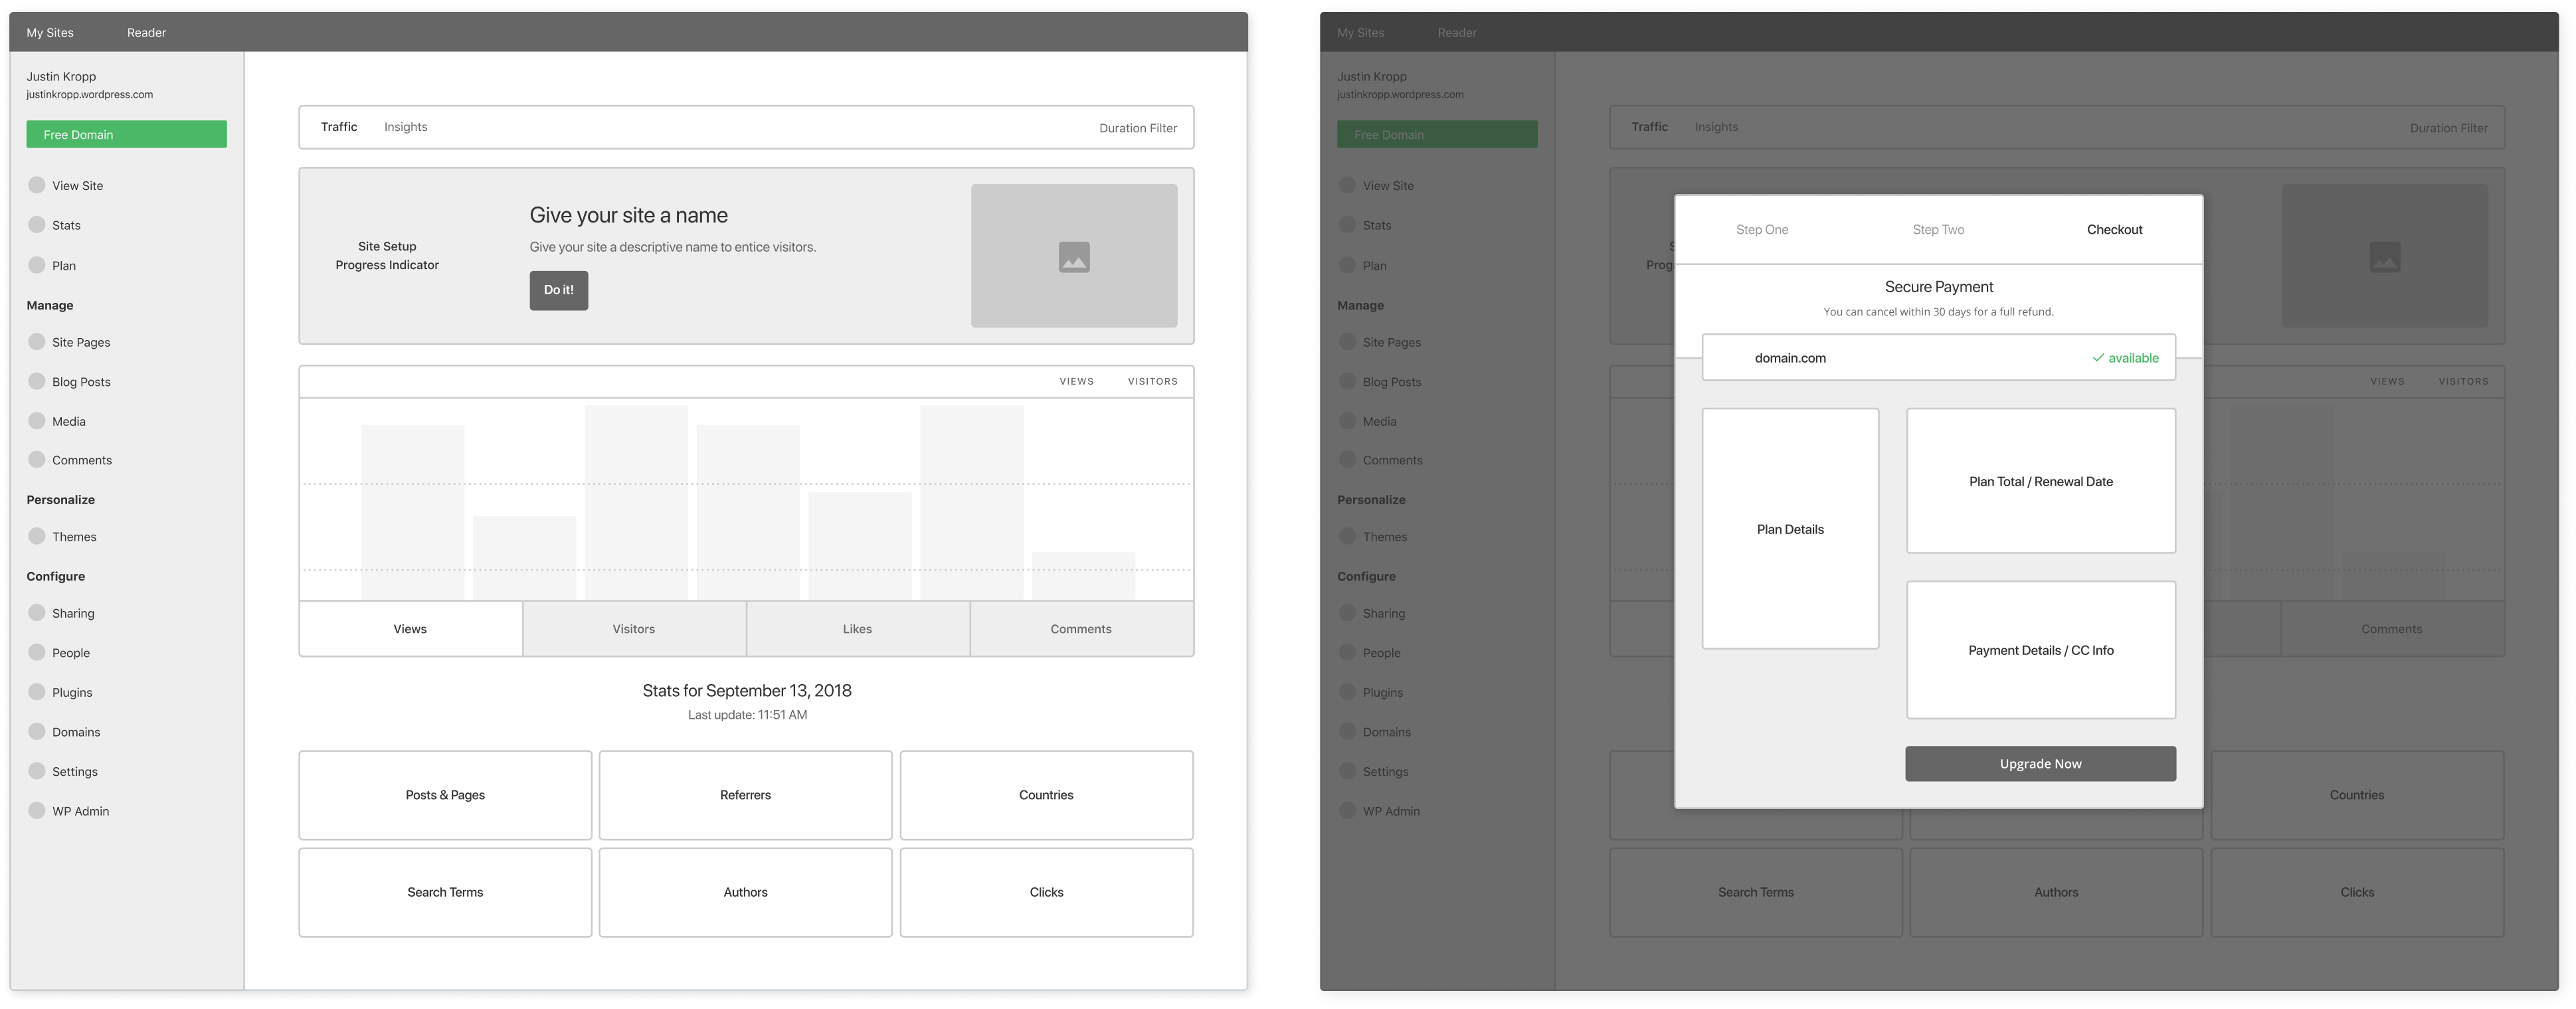 My Sites
Reader
Justin Kropp
justinkropp.wordpress.com
Free Domain
View Site
Stats
Plan
Manage
Site Pages
Blog Posts
Media
Comments
Personalize
Themes
Configure
Sharing
People
Plugins
Domains
Settings
WP Admin
Traffic
Insights
Duration Filter
Site Setup
Progress Indicator
Give your site a name
Give your site a descriptive name to entice visitors.
Do it!
VIEWS
VISITORS
Views
Visitors
Likes
Comments
Stats for September 13, 2018
Last update: 11:51 AM
Posts & Pages
Referrers
Countries
Search Terms
Authors
Clicks
My Sites
Reader
Justin Kropp
justinkropp.wordpress.com
Free Domain
View Site
Stats
Plan
Manage
Site Pages
Blog Posts
Media
Comments
Personalize
Themes
Configure
Sharing
People
Plugins
Domains
Settings
WP Admin
Traffic
Insights
Duration Filter
S
Prog
VIEWS
VISITORS
Comments
Countries
Search Terms
Authors
Clicks
Step One
Step Two
Checkout
Secure Payment
You can cancel within 30 days for a full refund.
domain.com
available
Plan Details
Plan Total / Renewal Date
Payment Details / CC Info
Upgrade Now